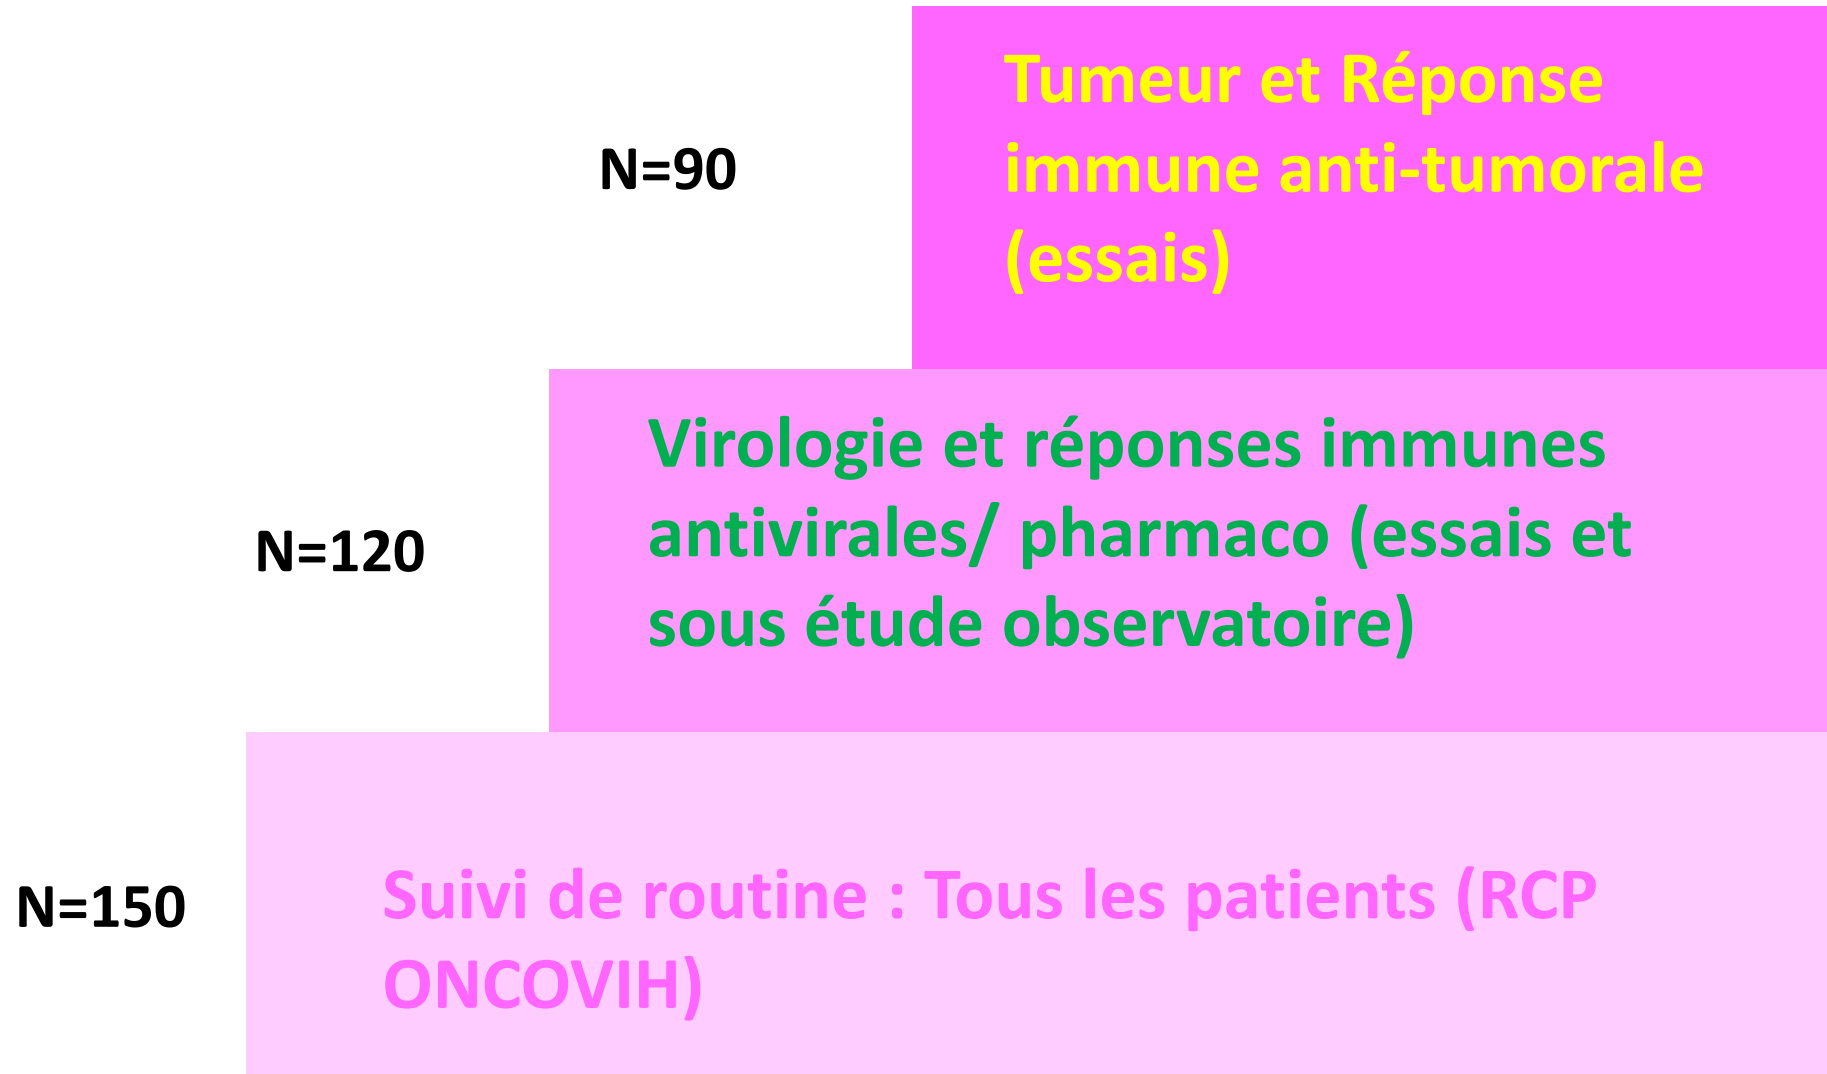 Tumeur et Réponse
immune anti-tumorale
(essais)
N=90
Virologie et réponses immunes
antivirales/ pharmaco (essais et
sous étude observatoire)
N=120
Suivi de routine : Tous les patients (RCP
ONCOVIH)
N=150